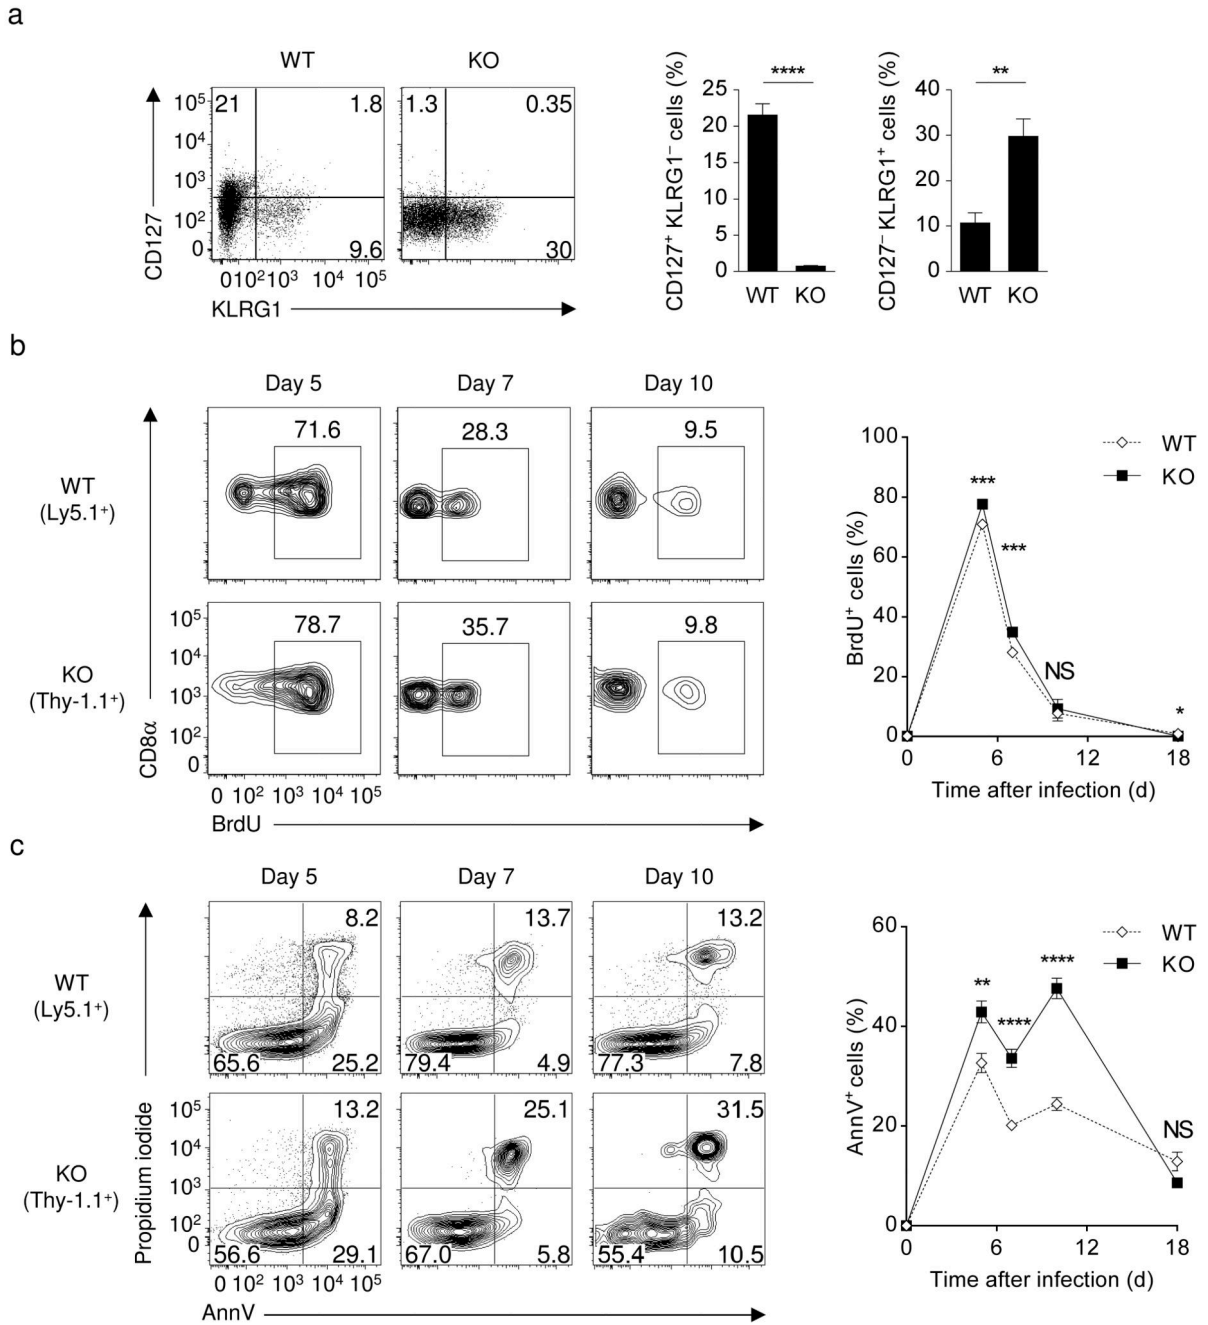 a
WT KO
10⁵ 21 1.8 1.3 0.35
10⁴
10³
10²
0 9.6 30
CD127
0 10² 10³ 10⁴ 10⁵
KLRG1
CD127⁺ KLRG1⁻ cells (%)
25
20
15
10
5
0
****
WT KO
CD127⁻ KLRG1⁺ cells (%)
40
30
20
10
0
**
WT KO
b
Day 5 Day 7 Day 10
WT
(Ly5.1⁺)
71.6 28.3 9.5
KO
(Thy-1.1⁺)
78.7 35.7 9.8
10⁵
10⁴
10³
10²
0
CD8α
0 10² 10³ 10⁴ 10⁵
BrdU
BrdU⁺ cells (%)
100
80
60
40
20
0
WT
KO
***
***
NS
*
0 6 12 18
Time after infection (d)
c
Day 5 Day 7 Day 10
WT
(Ly5.1⁺)
8.2 13.7 13.2
65.6 25.2 79.4 4.9 77.3 7.8
KO
(Thy-1.1⁺)
13.2 25.1 31.5
10⁵
10⁴
10³
10²
0
56.6 29.1 67.0 5.8 55.4 10.5
Propidium iodide
0 10² 10³ 10⁴ 10⁵
AnnV
AnnV⁺ cells (%)
60
40
20
0
WT
KO
**
****
****
NS
0 6 12 18
Time after infection (d)